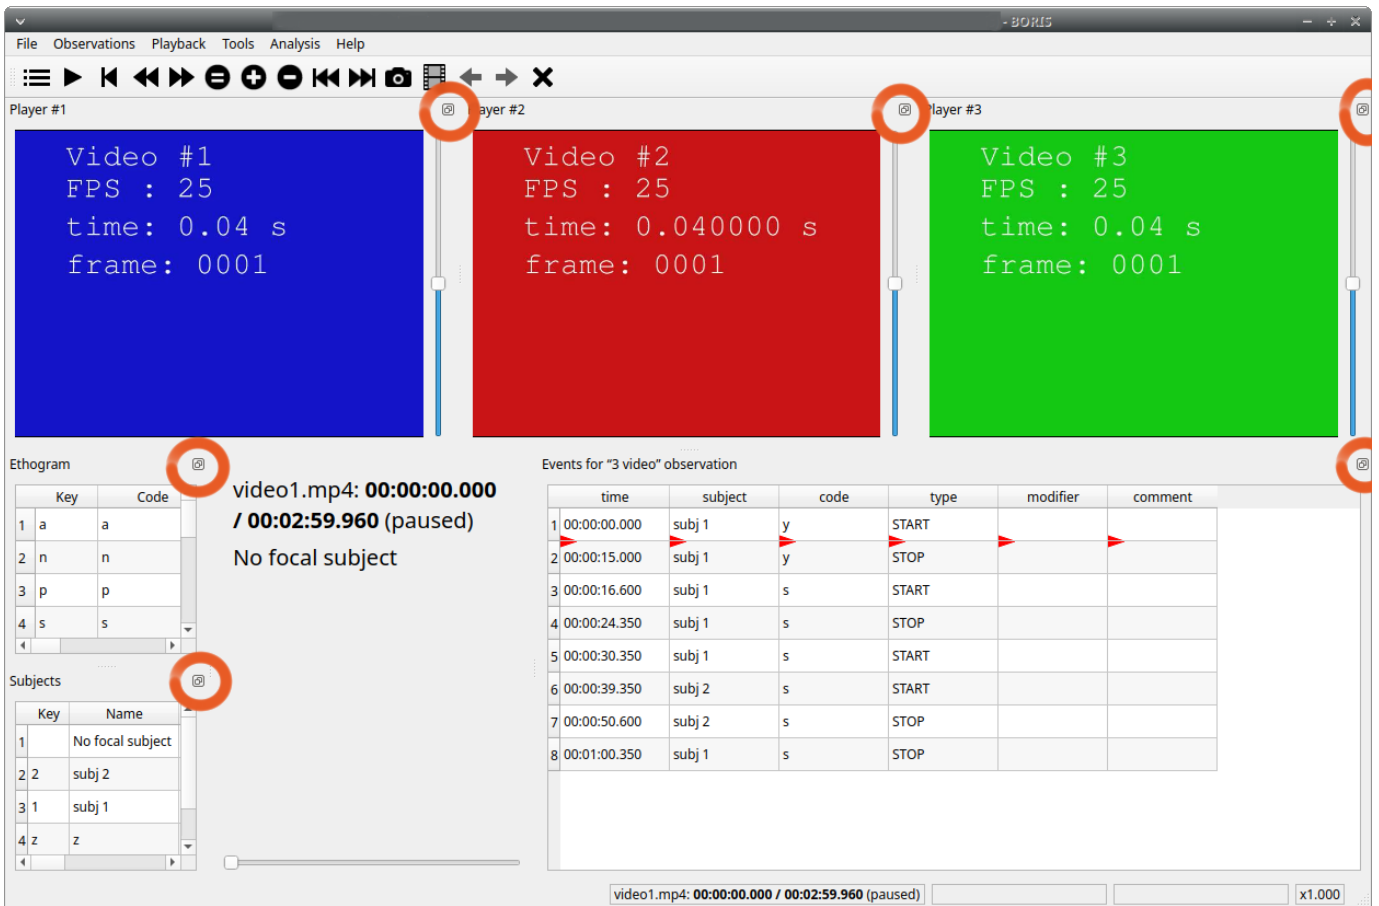 - BORIS
File Observations Playback Tools Analysis Help
Player #1
ayer #2
layer #3
Video #1
FPS : 25
time: 0.04 s
frame: 0001
Video #2
FPS : 25
time: 0.040000 s
frame: 0001
Video #3
FPS : 25
time: 0.04 s
frame: 0001
Ethogram
Key Code
1 a a
2 n n
3 p p
4 s s
Subjects
Key Name
1 No focal subject
2 2 subj 2
3 1 subj 1
4 z z
video1.mp4: 00:00:00.000
/ 00:02:59.960 (paused)
No focal subject
Events for “3 video” observation
time subject code type modifier comment
1 00:00:00.000 subj 1 y START
2 00:00:15.000 subj 1 y STOP
3 00:00:16.600 subj 1 s START
4 00:00:24.350 subj 1 s STOP
5 00:00:30.350 subj 1 s START
6 00:00:39.350 subj 2 s START
7 00:00:50.600 subj 2 s STOP
8 00:01:00.350 subj 1 s STOP
video1.mp4: 00:00:00.000 / 00:02:59.960 (paused)
x1.000